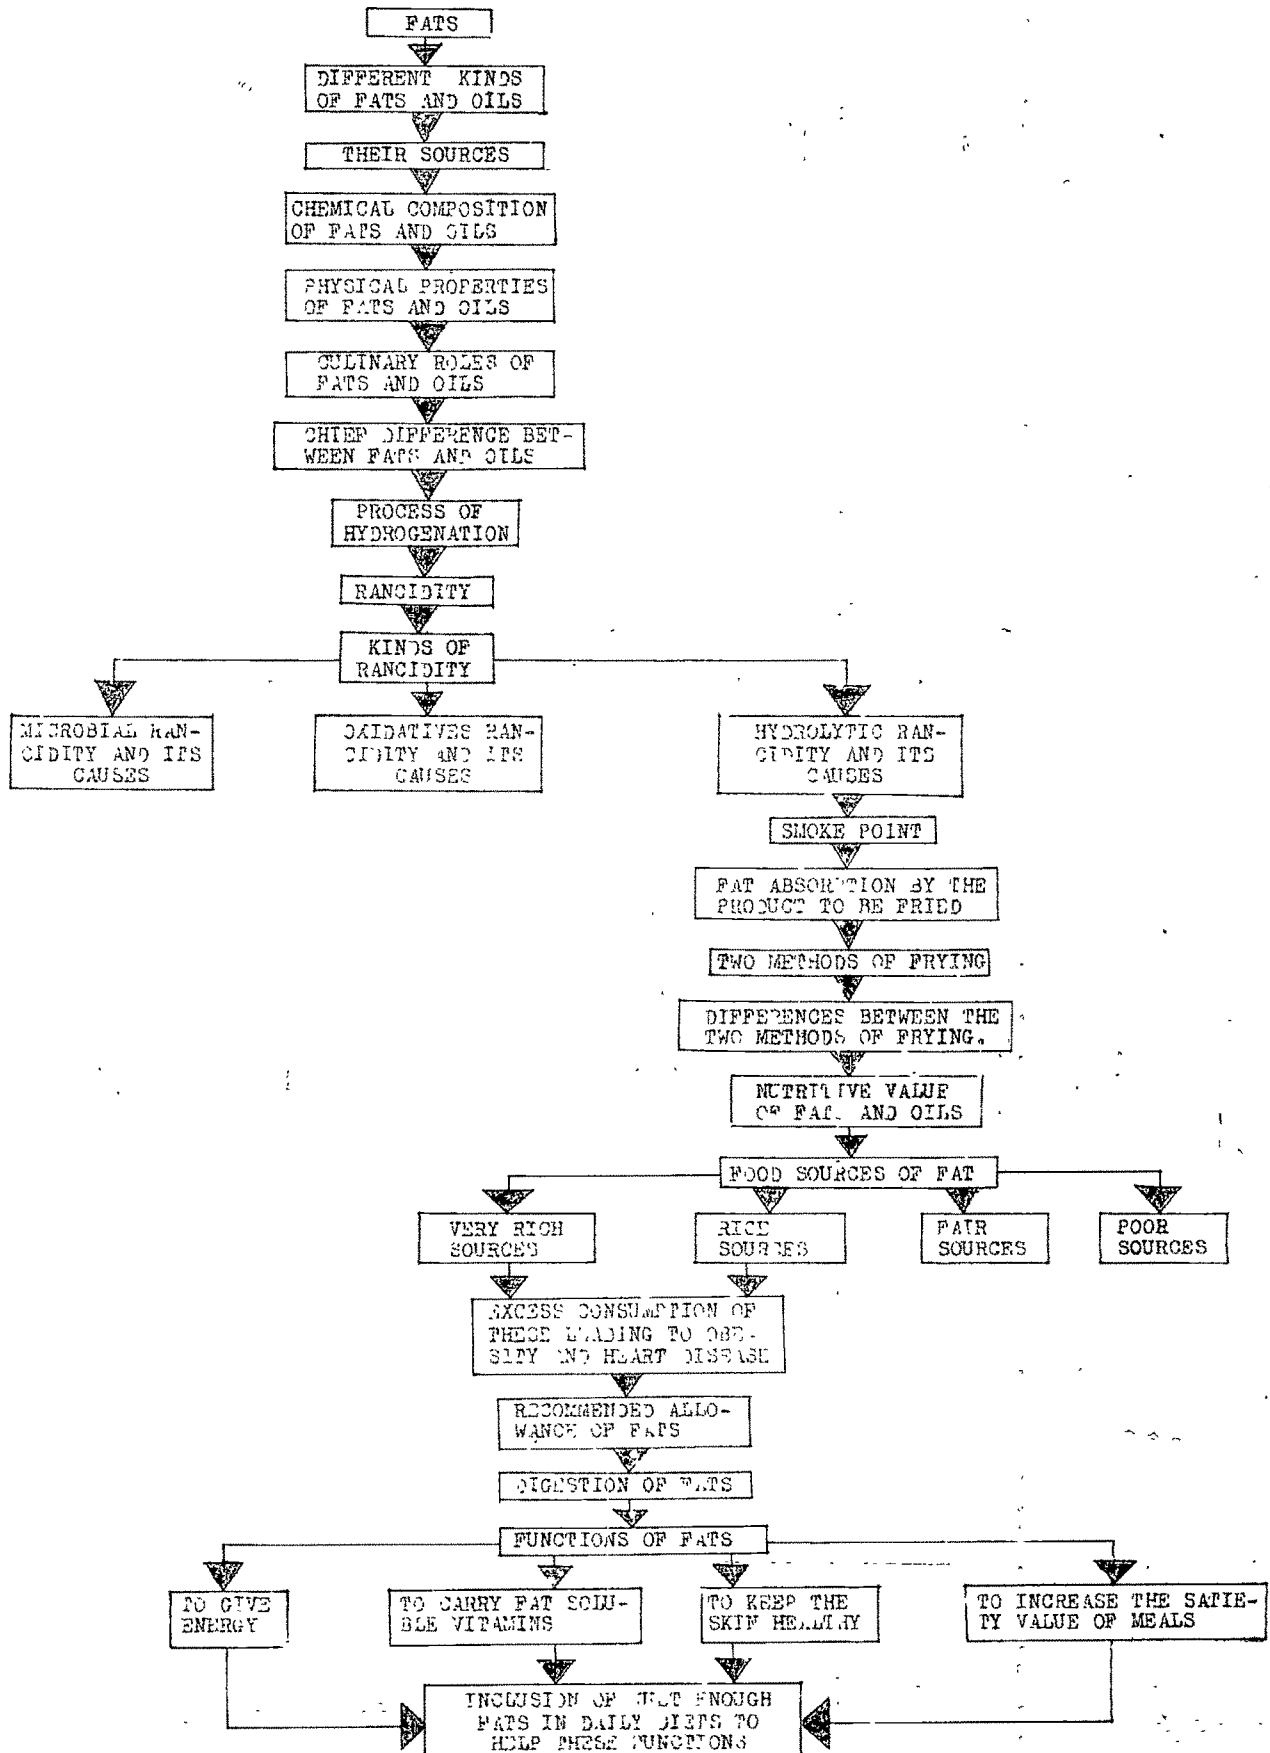 FATS
DIFFERENT KINDS
OF FATS AND OILS
THEIR SOURCES
CHEMICAL COMPOSITION
OF FATS AND OILS
PHYSICAL PROPERTIES
OF FATS AND OILS
CULINARY ROLES OF
FATS AND OILS
CHIEF DIFFERENCE BET-
WEEN FATS AND OILS
PROCESS OF
HYDROGENATION
RANCIDITY
KINDS OF
RANCIDITY
MICROBIAL RAN-
CIDITY AND ITS
CAUSES
OXIDATIVES RAN-
CIDITY AND ITS
CAUSES
HYDROLYTIC RAN-
CIDITY AND ITS
CAUSES
SMOKE POINT
FAT ABSORPTION BY THE
PRODUCT TO BE FRIED
TWO METHODS OF FRYING
DIFFERENCES BETWEEN THE
TWO METHODS OF FRYING.
NUTRITIVE VALUE
OF FATS AND OILS
FOOD SOURCES OF FAT
VERY RICH
SOURCES
RICE
SOURCES
FAIR
SOURCES
POOR
SOURCES
EXCESS CONSUMPTION OF
THESE LEADING TO OBE-
SITY AND HEART DISEASE
RECOMMENDED ALLO-
WANCE OF FATS
DIGESTION OF FATS
FUNCTIONS OF FATS
TO GIVE
ENERGY
TO CARRY FAT SOLU-
BLE VITAMINS
TO KEEP THE
SKIN HEALTHY
TO INCREASE THE SATIE-
TY VALUE OF MEALS
INCLUSION OF JUST ENOUGH
FATS IN DAILY DIETS TO
HELP THESE FUNCTIONS